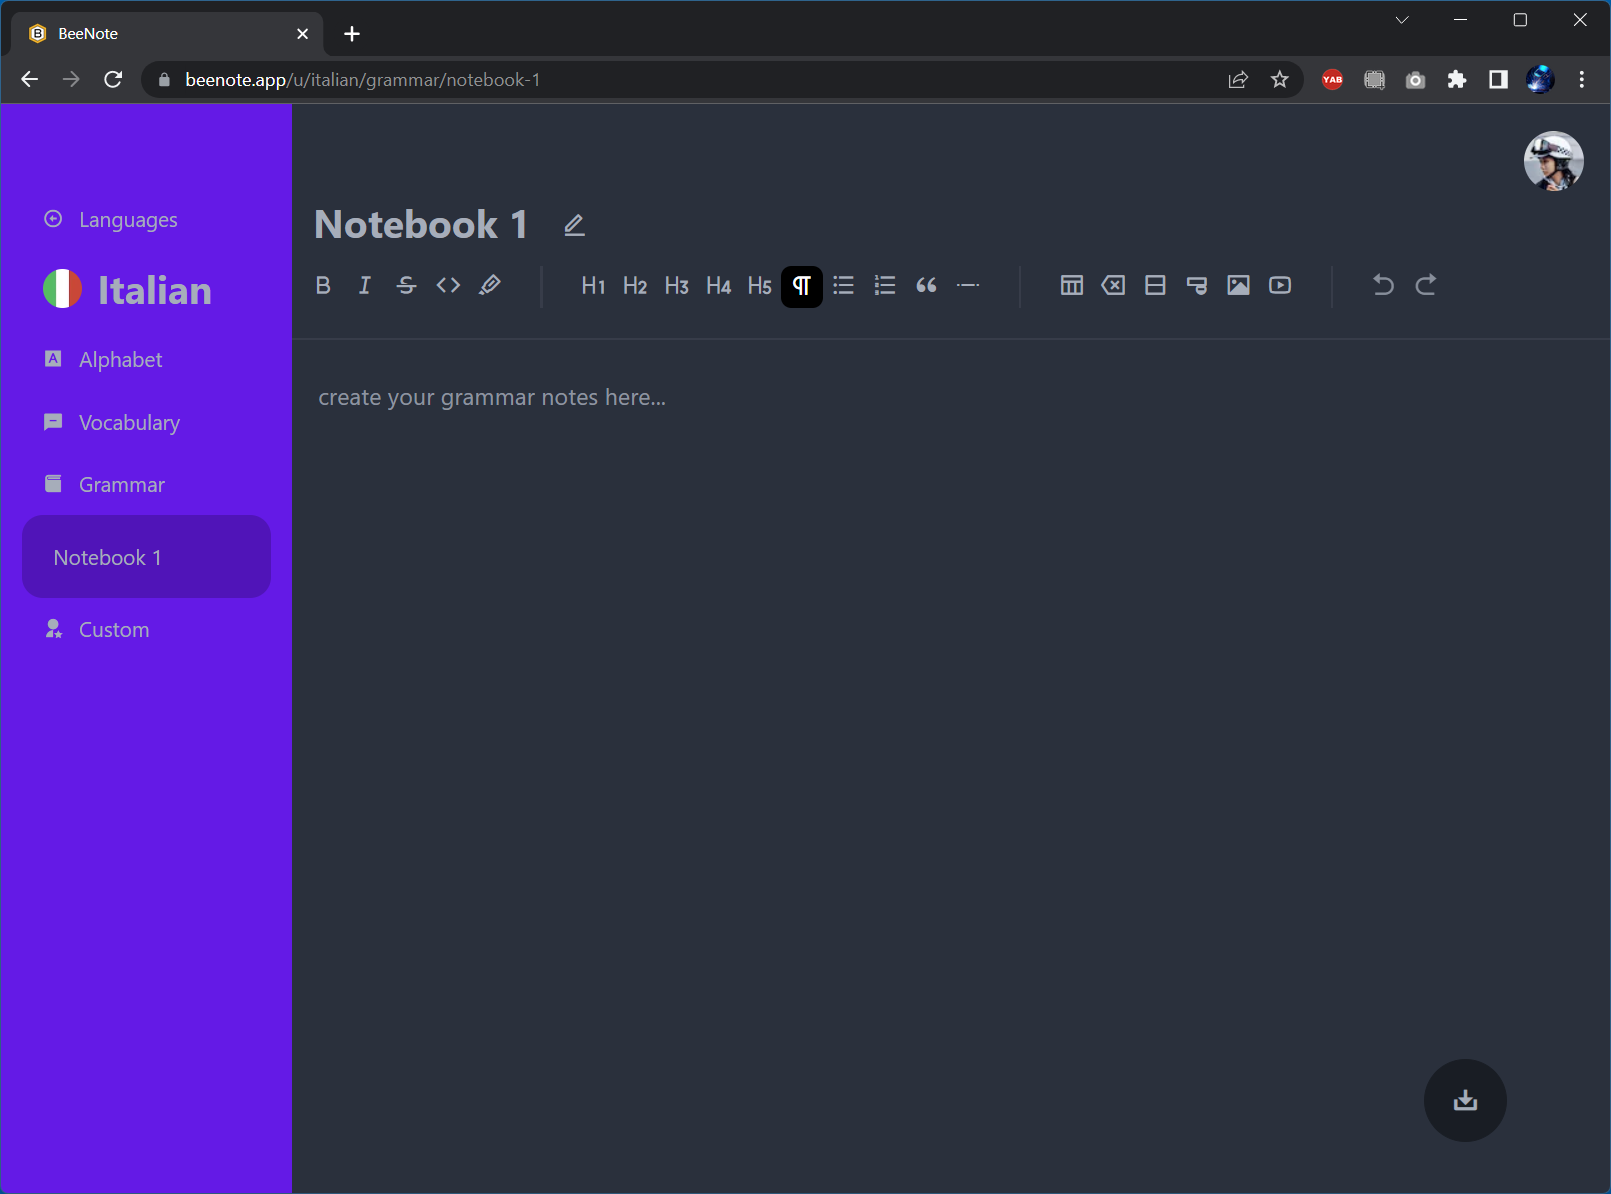 BeeNote
beenote.app/u/italian/grammar/notebook-1
YAB
Languages
Italian
A Alphabet
Vocabulary
Grammar
Notebook 1
Custom
Notebook 1
B I S <> H1 H2 H3 H4 H5 ¶
create your grammar notes here...